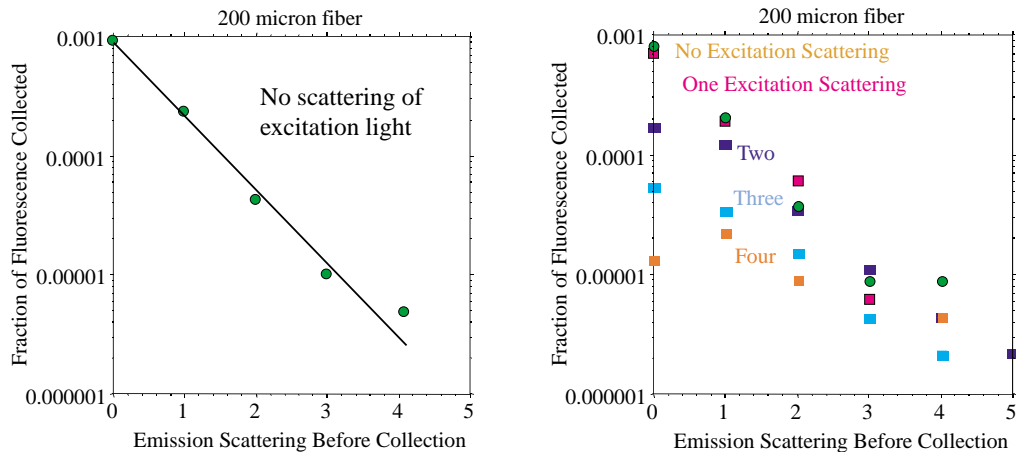 200 micron fiber
Fraction of Fluorescence Collected
0.001
0.0001
0.00001
0.000001
No scattering of
excitation light
0 1 2 3 4 5
Emission Scattering Before Collection
200 micron fiber
Fraction of Fluorescence Collected
0.001
0.0001
0.00001
0.000001
No Excitation Scattering
One Excitation Scattering
Two
Three
Four
0 1 2 3 4 5
Emission Scattering Before Collection